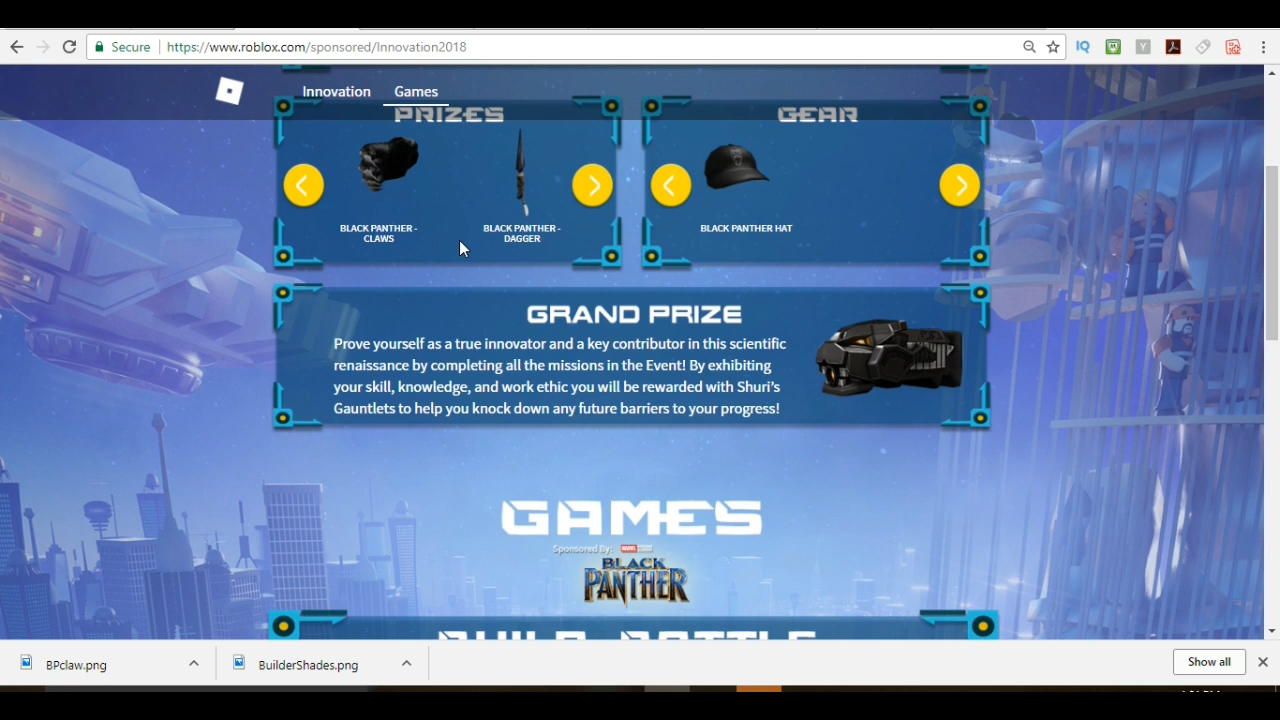 Secure
https://www.roblox.com/sponsored/Innovation2018
Innovation
Games
PRIZES
GEAR
BLACK PANTHER -
CLAWS
BLACK PANTHER -
DAGGER
BLACK PANTHER HAT
GRAND PRIZE
Prove yourself as a true innovator and a key contributor in this scientific
renaissance by completing all the missions in the Event! By exhibiting
your skill, knowledge, and work ethic you will be rewarded with Shuri's
Gauntlets to help you knock down any future barriers to your progress!
GAMES
Sponsored By:
MARVEL
BLACK
PANTHER
BUILD BATTLE
BPclaw.png
BuilderShades.png
Show all